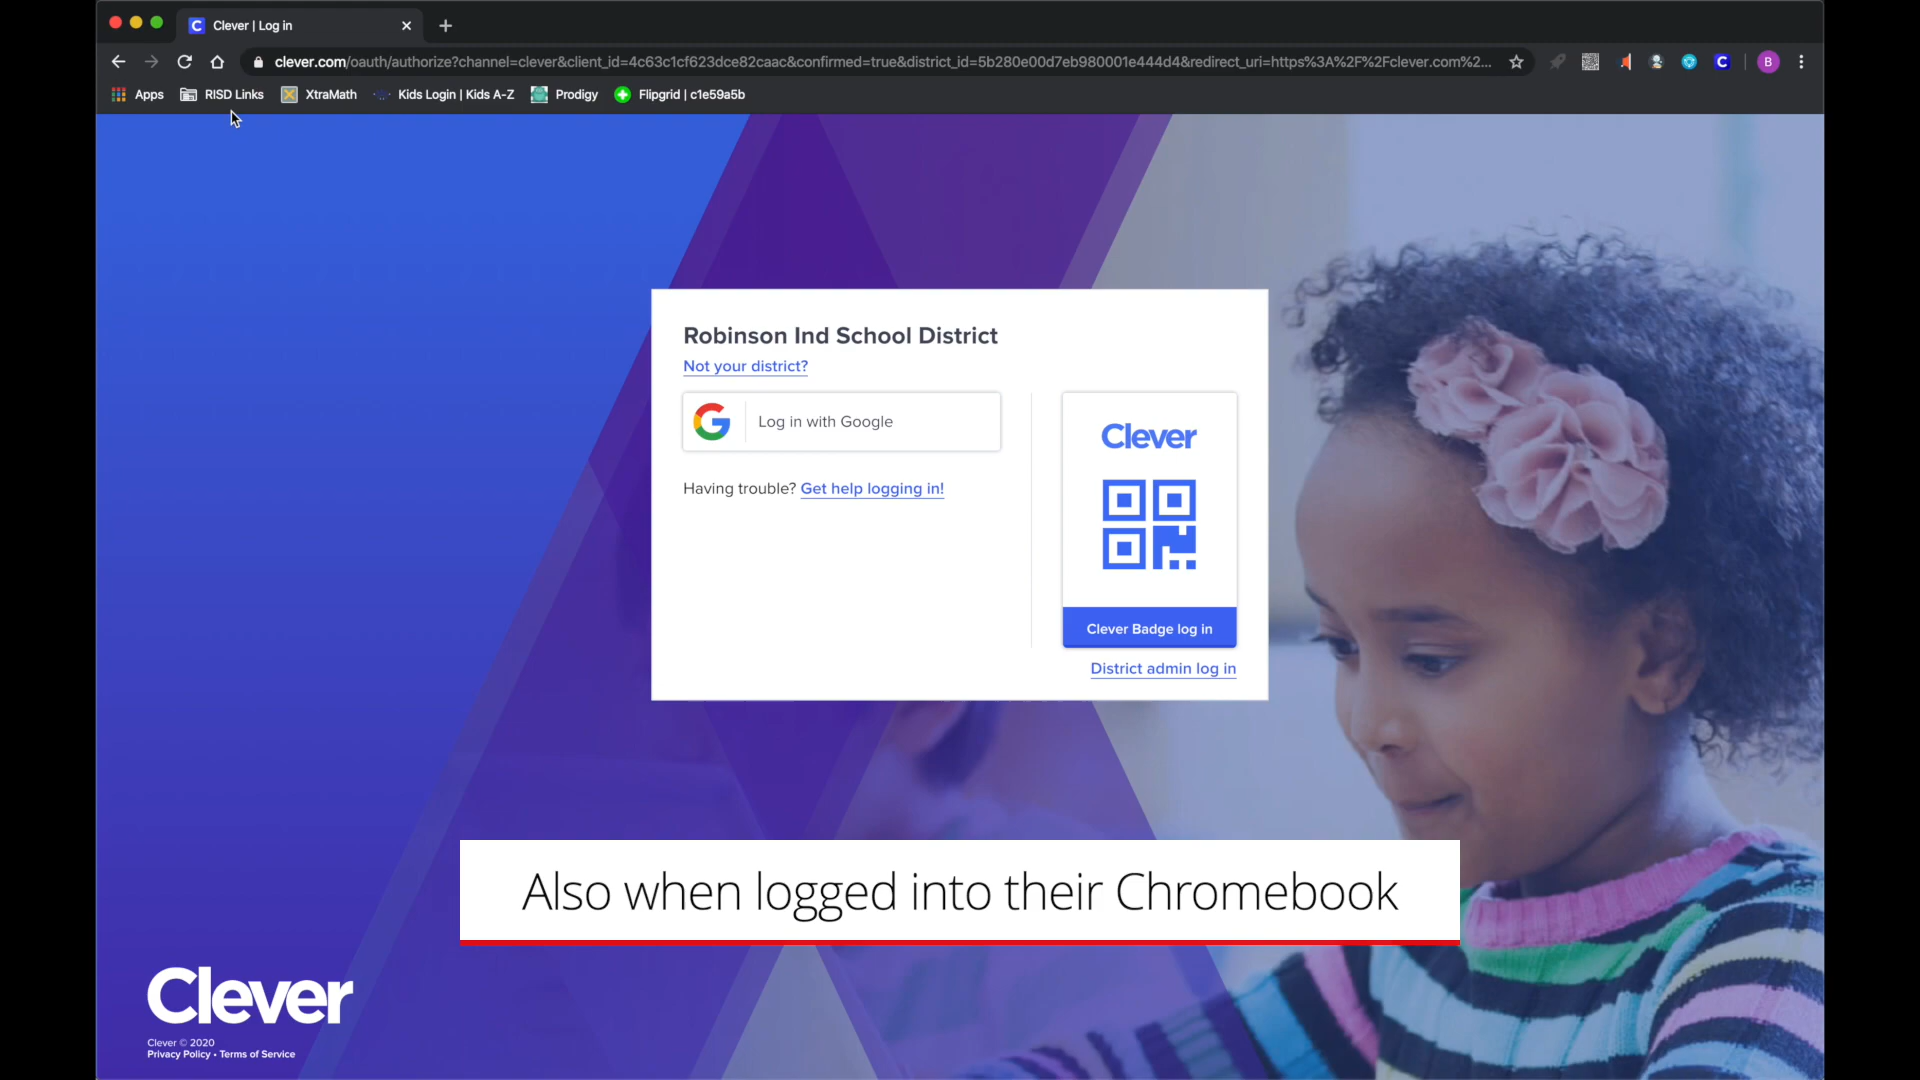 Clever | Log in
clever.com/oauth/authorize?channel=clever&client_id=4c63c1cf623dce82caac&confirmed=true&district_id=5b280e00d7eb980001e444d4&redirect_uri=https%3A%2F%2Fclever.com%2...
B
Apps RISD Links XtraMath Kids Login | Kids A-Z Prodigy Flipgrid | c1e59a5b
Robinson Ind School District
Not your district?
Log in with Google
Having trouble? Get help logging in!
Clever
Clever Badge log in
District admin log in
Also when logged into their Chromebook
Clever
Clever © 2020
Privacy Policy • Terms of Service